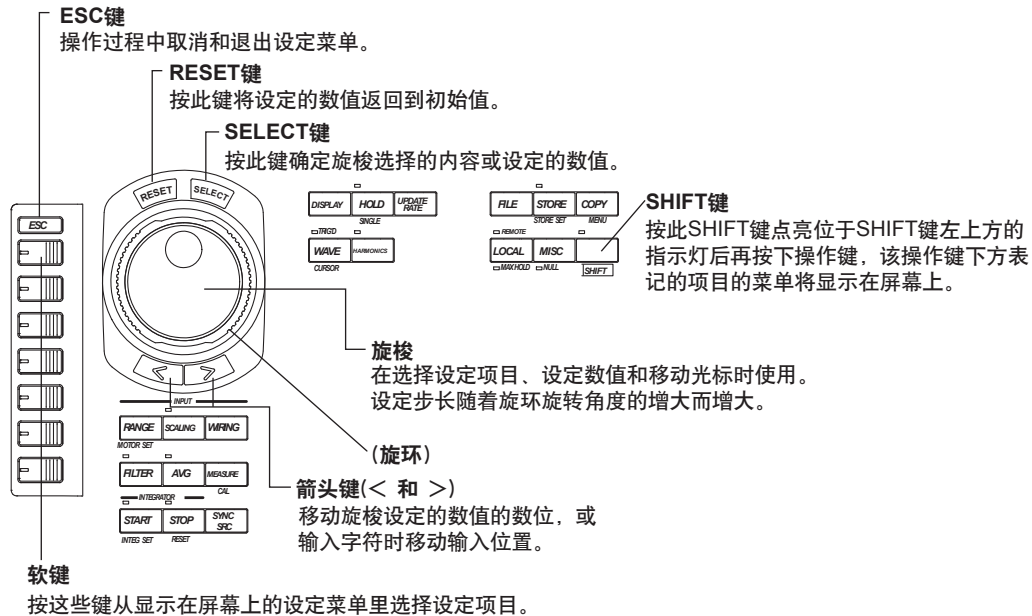 ESC键
操作过程中取消和退出设定菜单。
RESET键
按此键将设定的数值返回到初始值。
SELECT键
按此键确定旋梭选择的内容或设定的数值。
RESET
SELECT
ESC
DISPLAY
HOLD
UPDATE
RATE
SINGLE
TRIG'D
WAVE
HARMONICS
CURSOR
FILE
STORE
COPY
STORE SET
MENU
REMOTE
LOCAL
MISC
MAX HOLD
NULL
SHIFT
SHIFT键
按此SHIFT键点亮位于SHIFT键左上方的
指示灯后再按下操作键，该操作键下方表
记的项目的菜单将显示在屏幕上。
旋梭
在选择设定项目、设定数值和移动光标时使用。
设定步长随着旋环旋转角度的增大而增大。
(旋环)
< >
INPUT
RANGE
SCALING
WIRING
MOTOR SET
FILTER
AVG
MEASURE
CAL
INTEGRATOR
START
STOP
SYNC
SRC
INTEG SET
RESET
箭头键(< 和 >)
移动旋梭设定的数值的数位，或
输入字符时移动输入位置。
软键
按这些键从显示在屏幕上的设定菜单里选择设定项目。